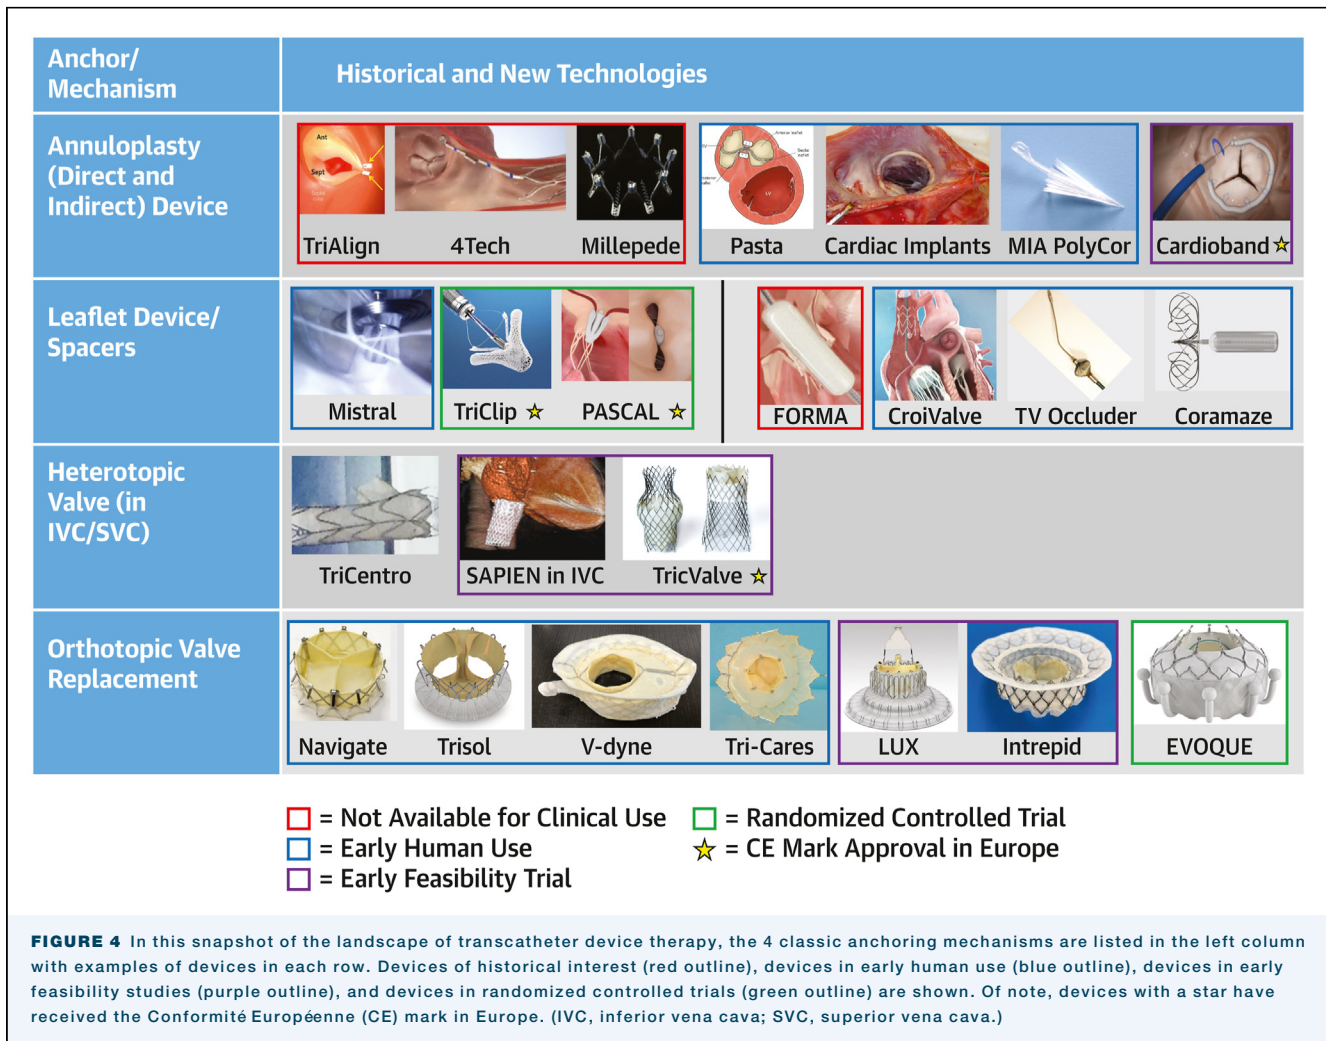 Anchor/
Mechanism
Historical and New Technologies
Annuloplasty
(Direct and
Indirect) Device
Ant
Sept
TriAlign
4Tech
Millepede
Anterior leaflet
Septal leaflet
LV
Pasta
Cardiac Implants
MIA PolyCor
Cardioband
Leaflet Device/
Spacers
Mistral
TriClip
PASCAL
FORMA
CroiValve
TV Occluder
Coramaze
Heterotopic
Valve (in
IVC/SVC)
TriCentro
SAPIEN in IVC
TricValve
Orthotopic Valve
Replacement
Navigate
Trisol
V-dyne
Tri-Cares
LUX
Intrepid
EVOQUE
= Not Available for Clinical Use
= Early Human Use
= Early Feasibility Trial
= Randomized Controlled Trial
= CE Mark Approval in Europe
FIGURE 4 In this snapshot of the landscape of transcatheter device therapy, the 4 classic anchoring mechanisms are listed in the left column
with examples of devices in each row. Devices of historical interest (red outline), devices in early human use (blue outline), devices in early
feasibility studies (purple outline), and devices in randomized controlled trials (green outline) are shown. Of note, devices with a star have
received the Conformité Européenne (CE) mark in Europe. (IVC, inferior vena cava; SVC, superior vena cava.)